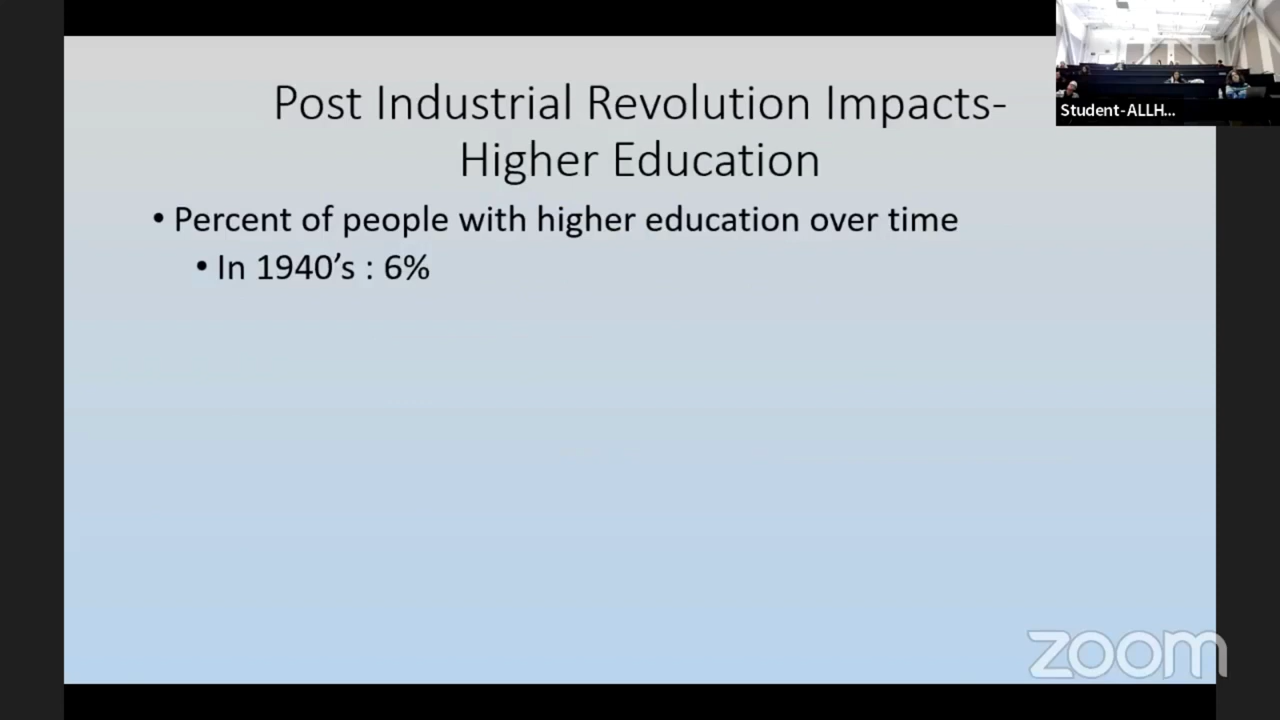 Post Industrial Revolution Impacts-
Higher Education
Student-ALLH...
• Percent of people with higher education over time
• In 1940’s : 6%
zoom